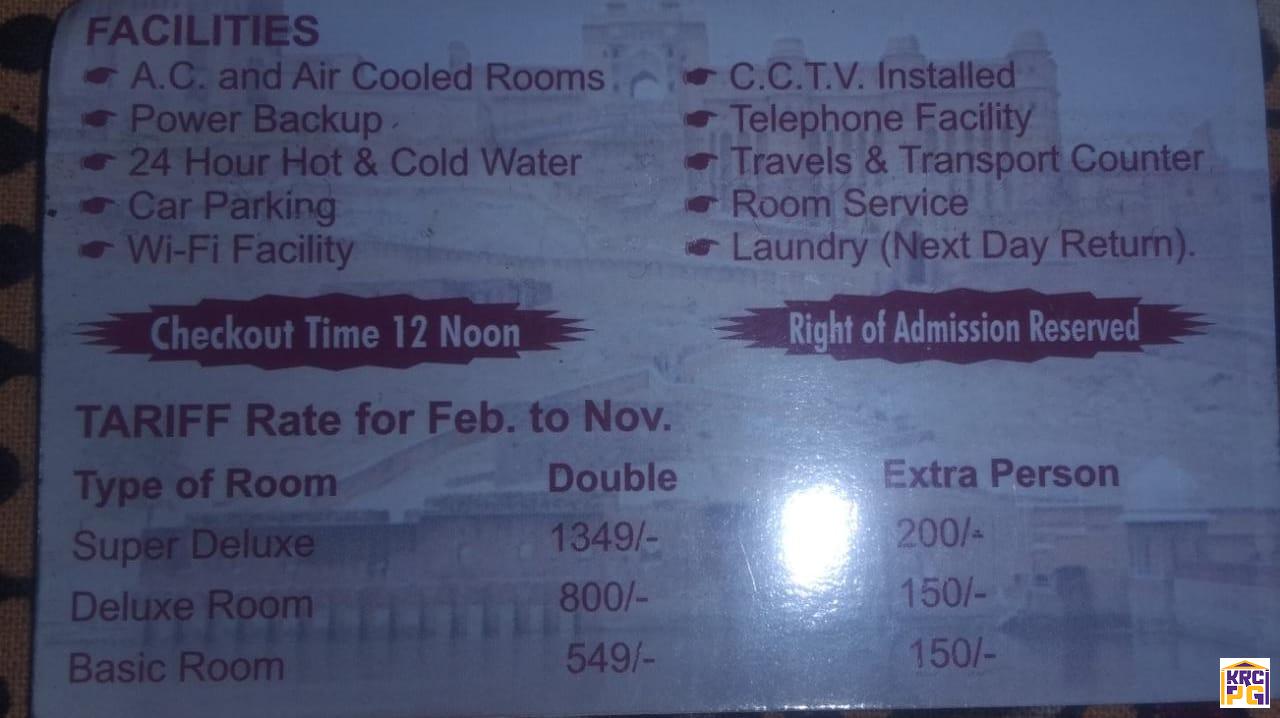 FACILITIES
A.C. and Air Cooled Rooms
Power Backup
24 Hour Hot & Cold Water
Car Parking
Wi-Fi Facility
C.C.T.V. Installed
Telephone Facility
Travels & Transport Counter
Room Service
Laundry (Next Day Return).
Checkout Time 12 Noon
Right of Admission Reserved
TARIFF Rate for Feb. to Nov.
Type of Room Double Extra Person
Super Deluxe 1349/- 200/-
Deluxe Room 800/- 150/-
Basic Room 549/- 150/-
KRC
PG